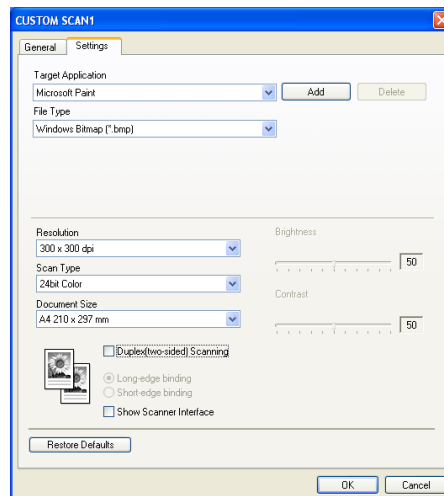 CUSTOM SCAN1
General Settings
Target Application
Microsoft Paint Add Delete
File Type
Windows Bitmap (*.bmp)
Resolution Brightness
300 x 300 dpi 50
Scan Type
24bit Color Contrast
Document Size
A4 210 x 297 mm 50
Duplex(two-sided) Scanning
Long-edge binding
Short-edge binding
Show Scanner Interface
Restore Defaults
OK Cancel